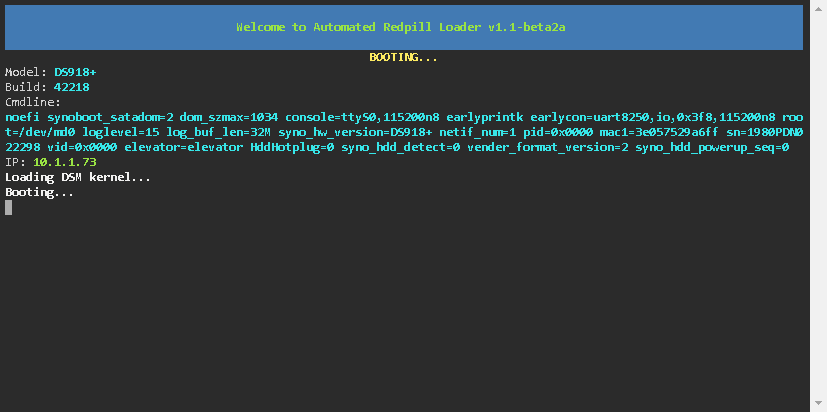 Welcome to Automated Redpill Loader v1.1-beta2a
BOOTING...
Model: DS918+
Build: 42218
Cmdline:
noefi synoboot_satadom=2 dom_szmax=1034 console=ttyS0,115200n8 earlyprintk earlycon=uart8250,io,0x3f8,115200n8 roo
t=/dev/md0 loglevel=15 log_buf_len=32M syno_hw_version=DS918+ netif_num=1 pid=0x0000 mac1=3e057529a6ff sn=1980PDN0
22298 vid=0x0000 elevator=elevator HddHotplug=0 syno_hdd_detect=0 vender_format_version=2 syno_hdd_powerup_seq=0
IP: 10.1.1.73
Loading DSM kernel...
Booting...